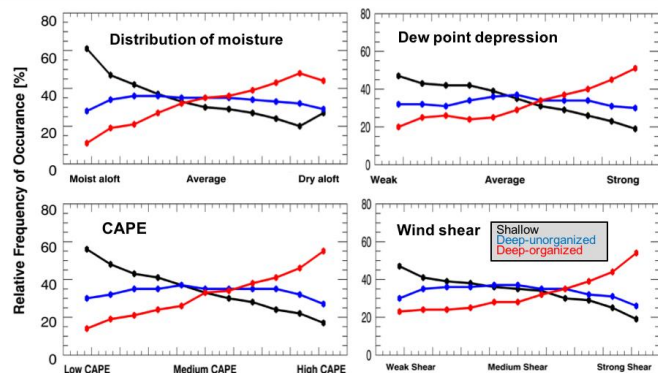 Distribution of moisture
80
60
40
20
0
Moist aloft Average Dry aloft
Dew point depression
80
60
40
20
0
Weak Average Strong
Relative Frequency of Occurance [%]
CAPE
80
60
40
20
0
Low CAPE Medium CAPE High CAPE
Wind shear
Shallow
Deep-unorganized
Deep-organized
80
60
40
20
0
Weak Shear Medium Shear Strong Shear